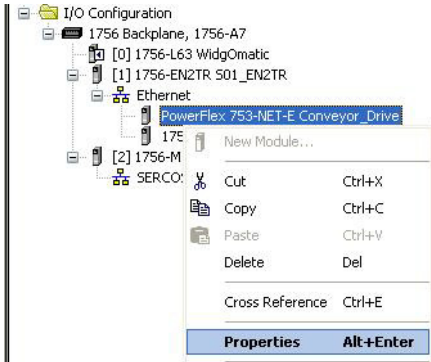 I/O Configuration
1756 Backplane, 1756-A7
[0] 1756-L63 WidgOmatic
[1] 1756-EN2TR S01_EN2TR
Ethernet
PowerFlex 753-NET-E Conveyor_Drive
175
New Module...
[2] 1756-M
SERCOS
Cut Ctrl+X
Copy Ctrl+C
Paste Ctrl+V
Delete Del
Cross Reference Ctrl+E
Properties Alt+Enter